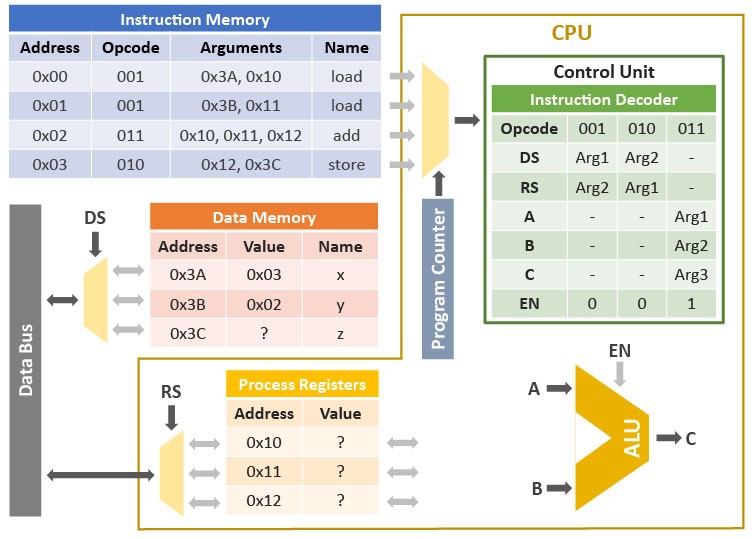 Instruction Memory
Address Opcode Arguments Name
0x00 001 0x3A, 0x10 load
0x01 001 0x3B, 0x11 load
0x02 011 0x10, 0x11, 0x12 add
0x03 010 0x12, 0x3C store
CPU
Control Unit
Instruction Decoder
Opcode 001 010 011
DS Arg1 Arg2 -
RS Arg2 Arg1 -
A - - Arg1
B - - Arg2
C - - Arg3
EN 0 0 1
Program Counter
Data Bus
DS
Data Memory
Address Value Name
0x3A 0x03 x
0x3B 0x02 y
0x3C ? z
RS
Process Registers
Address Value
0x10 ?
0x11 ?
0x12 ?
EN
A
ALU
C
B